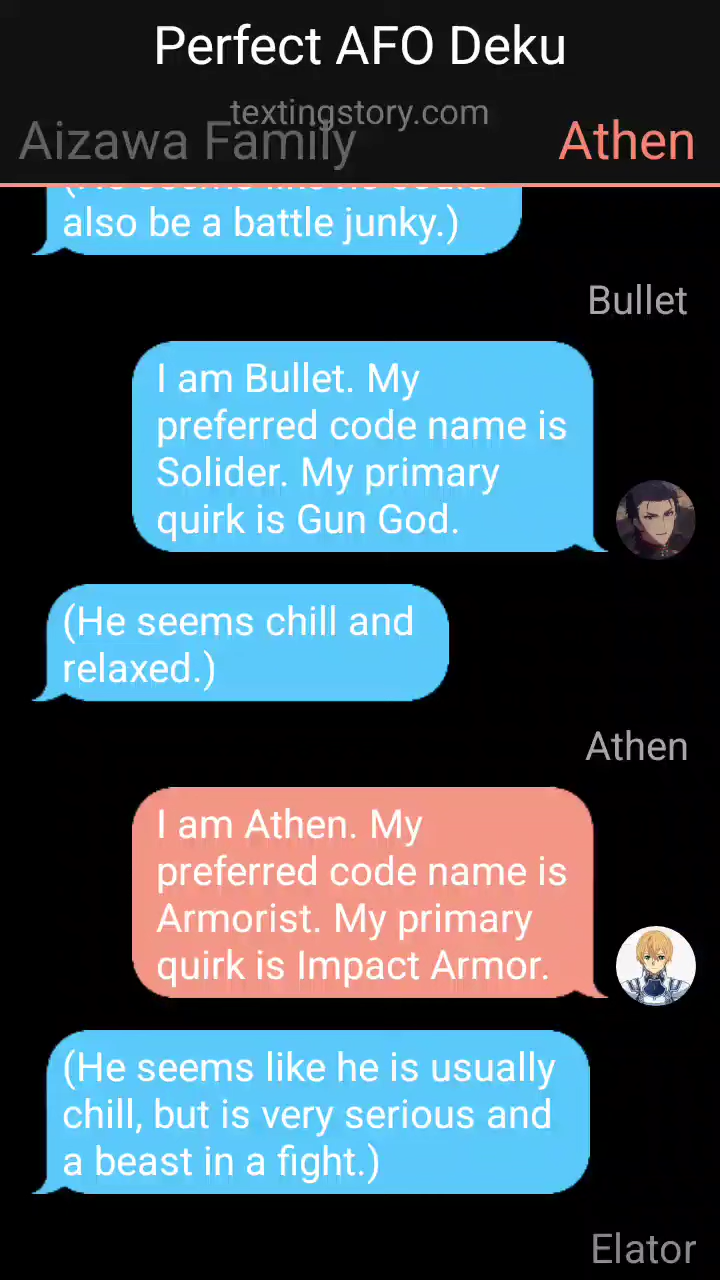 Perfect AFO Deku
textingstory.com
Aizawa Family
Athen
also be a battle junky.)
Bullet
I am Bullet. My
preferred code name is
Solider. My primary
quirk is Gun God.
(He seems chill and
relaxed.)
Athen
I am Athen. My
preferred code name is
Armorist. My primary
quirk is Impact Armor.
(He seems like he is usually
chill, but is very serious and
a beast in a fight.)
Elator